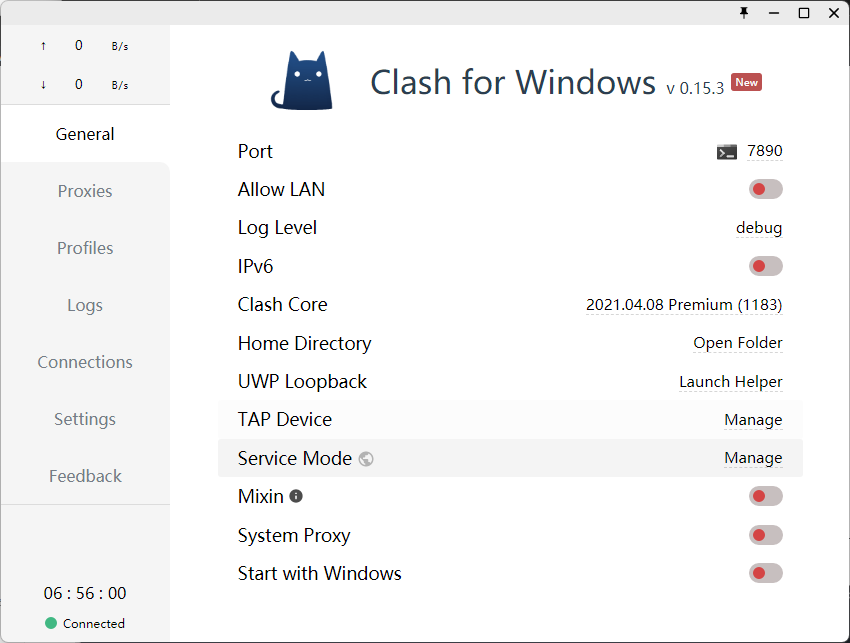 ↑ 0 B/s
↓ 0 B/s
General
Proxies
Profiles
Logs
Connections
Settings
Feedback
06 : 56 : 00
Connected
Clash for Windows v 0.15.3 New
Port 7890
Allow LAN
Log Level debug
IPv6
Clash Core 2021.04.08 Premium (1183)
Home Directory Open Folder
UWP Loopback Launch Helper
TAP Device Manage
Service Mode Manage
Mixin
System Proxy
Start with Windows